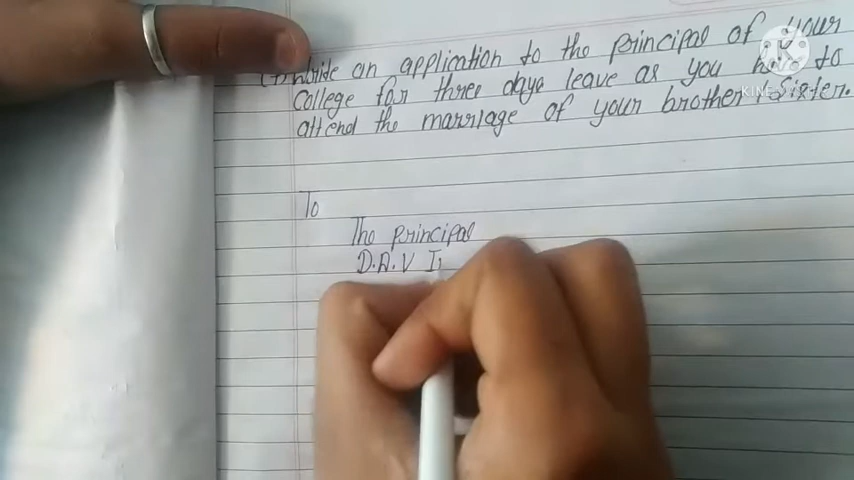 Write an application to the principal of your
College for three days leave as you have to
attend the marriage of your brother / Sister.
To
The principal
D.A.V
K
KINE